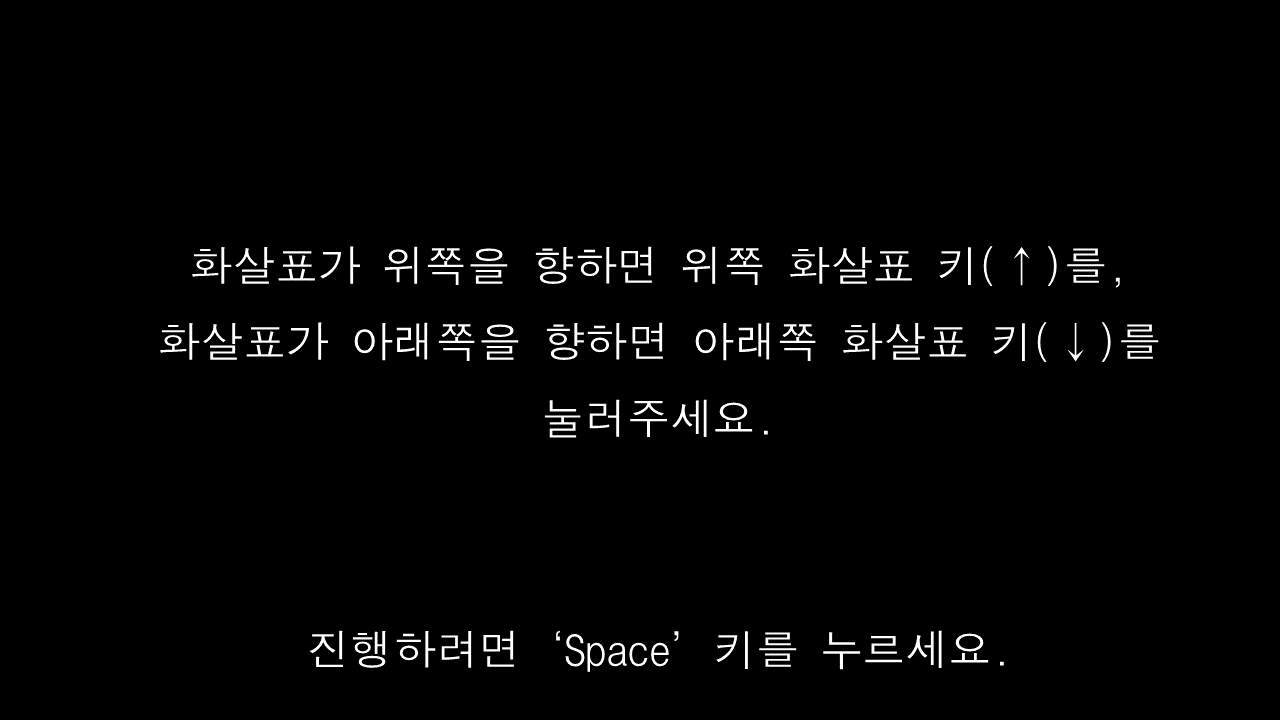 화살표가 위쪽을 향하면 위쪽 화살표 키(↑)를,
화살표가 아래쪽을 향하면 아래쪽 화살표 키(↓)를
눌러주세요.
진행하려면 ‘Space’ 키를 누르세요.